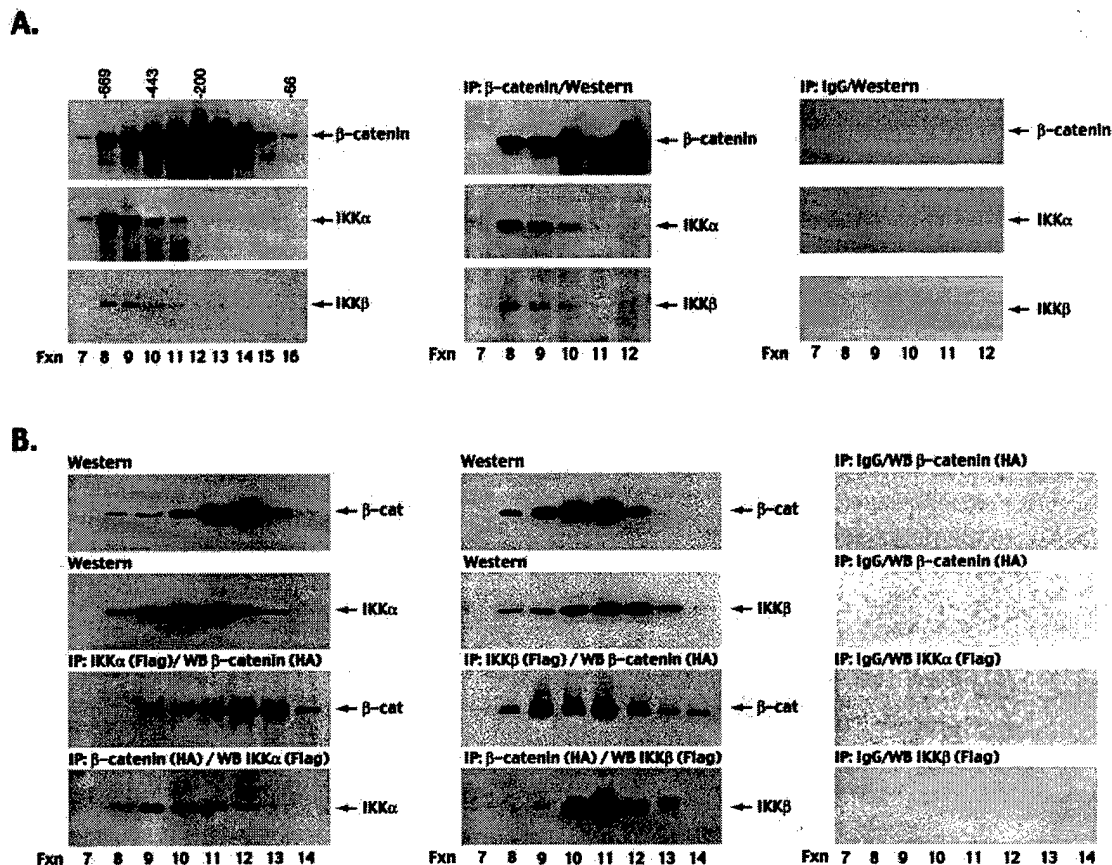 A.
-669
-443
-200
-66
← β-catenin
← IKKα
← IKKβ
Fxn 7 8 9 10 11 12 13 14 15 16
IP: β-catenin/Western
← β-catenin
← IKKα
← IKKβ
Fxn 7 8 9 10 11 12
IP: IgG/Western
← β-catenin
← IKKα
← IKKβ
Fxn 7 8 9 10 11 12
B.
Western
← β-cat
Western
← IKKα
IP: IKKα (Flag)/ WB β-catenin (HA)
← β-cat
IP: β-catenin (HA) / WB IKKα (Flag)
← IKKα
Fxn 7 8 9 10 11 12 13 14
Western
← β-cat
Western
← IKKβ
IP: IKKβ (Flag) / WB β-catenin (HA)
← β-cat
IP: β-catenin (HA) / WB IKKβ (Flag)
← IKKβ
Fxn 7 8 9 10 11 12 13 14
IP: IgG/WB β-catenin (HA)
IP: IgG/WB β-catenin (HA)
IP: IgG/WB IKKα (Flag)
IP: IgG/WB IKKβ (Flag)
Fxn 7 8 9 10 11 12 13 14